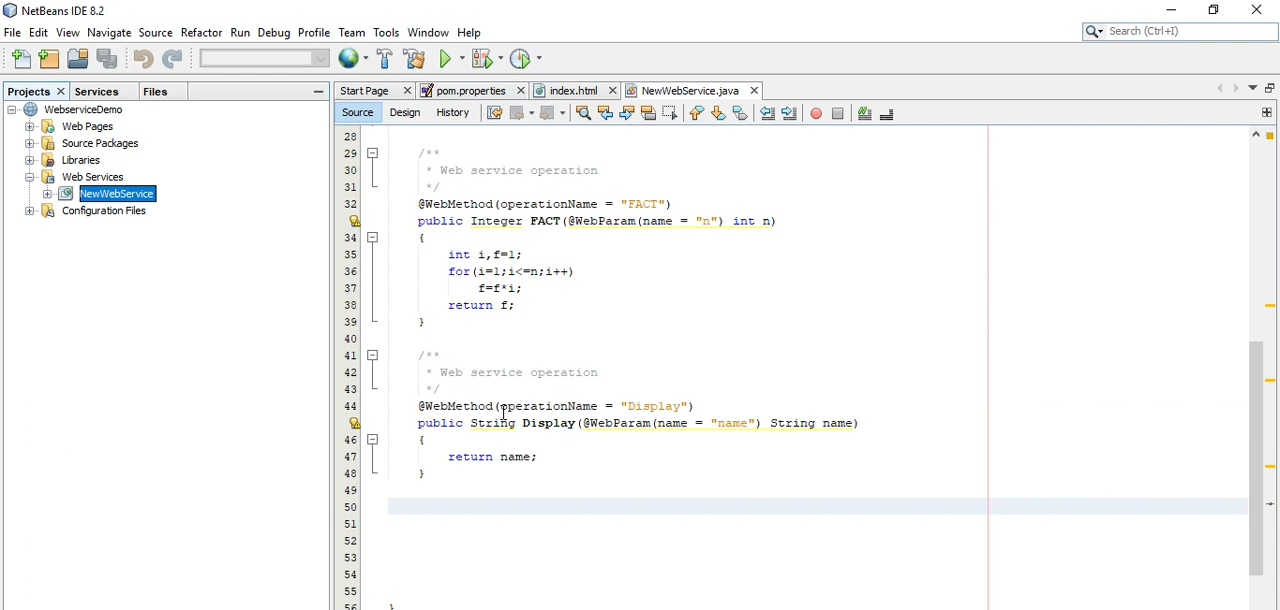 NetBeans IDE 8.2
File Edit View Navigate Source Refactor Run Debug Profile Team Tools Window Help
Search (Ctrl+I)
Projects Services Files
Start Page pom.properties index.html NewWebService.java
WebserviceDemo
Web Pages
Source Packages
Libraries
Web Services
NewWebService
Configuration Files
Source Design History
28
29 /**
30 * Web service operation
31 */
32 @WebMethod(operationName = "FACT")
public Integer FACT(@WebParam(name = "n") int n)
34 {
35 int i,f=1;
36 for(i=1;i<=n;i++)
37 f=f*i;
38 return f;
39 }
40
41 /**
42 * Web service operation
43 */
44 @WebMethod(operationName = "Display")
public String Display(@WebParam(name = "name") String name)
46 {
47 return name;
48 }
49
50
51
52
53
54
55
56 }